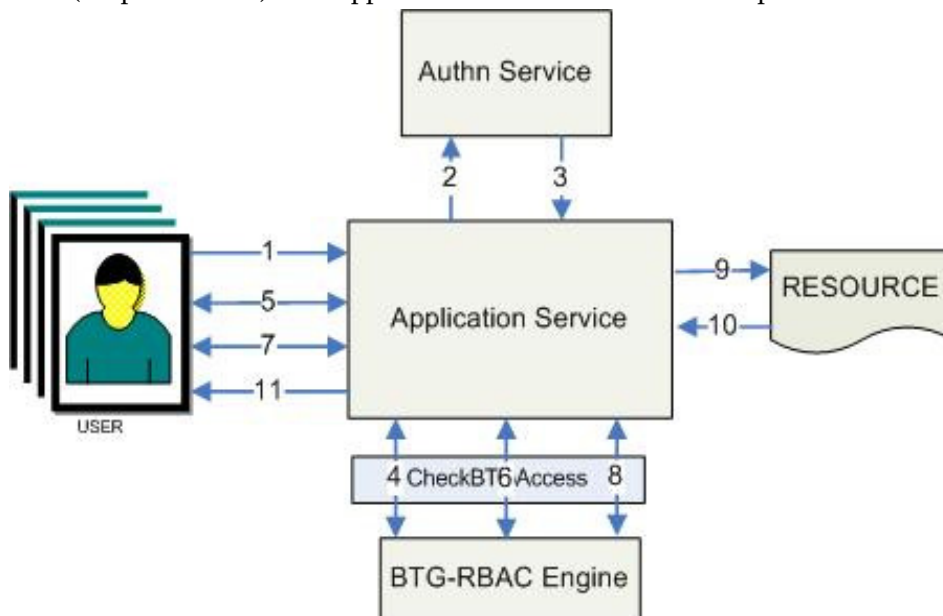 Authn Service
2
3
1
5
7
11
USER
Application Service
9
10
RESOURCE
4
6
8
CheckBT Access
BTG-RBAC Engine